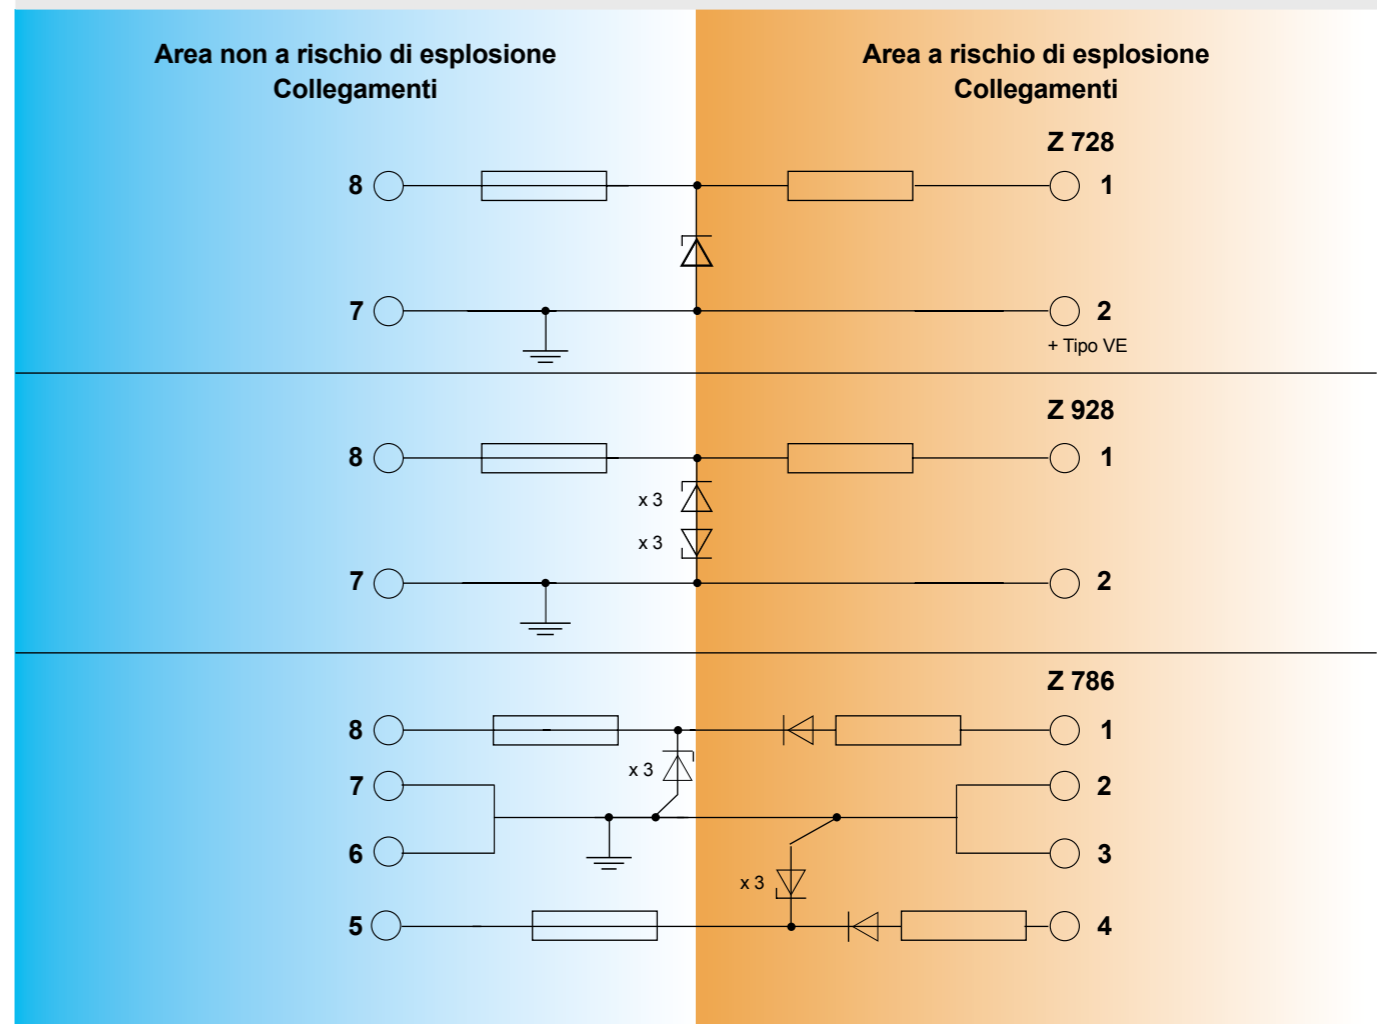 Area non a rischio di esplosione
Collegamenti
Area a rischio di esplosione
Collegamenti
Z 728
8
1
7
2
+ Tipo VE
Z 928
8
1
x 3
x 3
7
2
Z 786
8
1
x 3
7
2
6
3
x 3
5
4